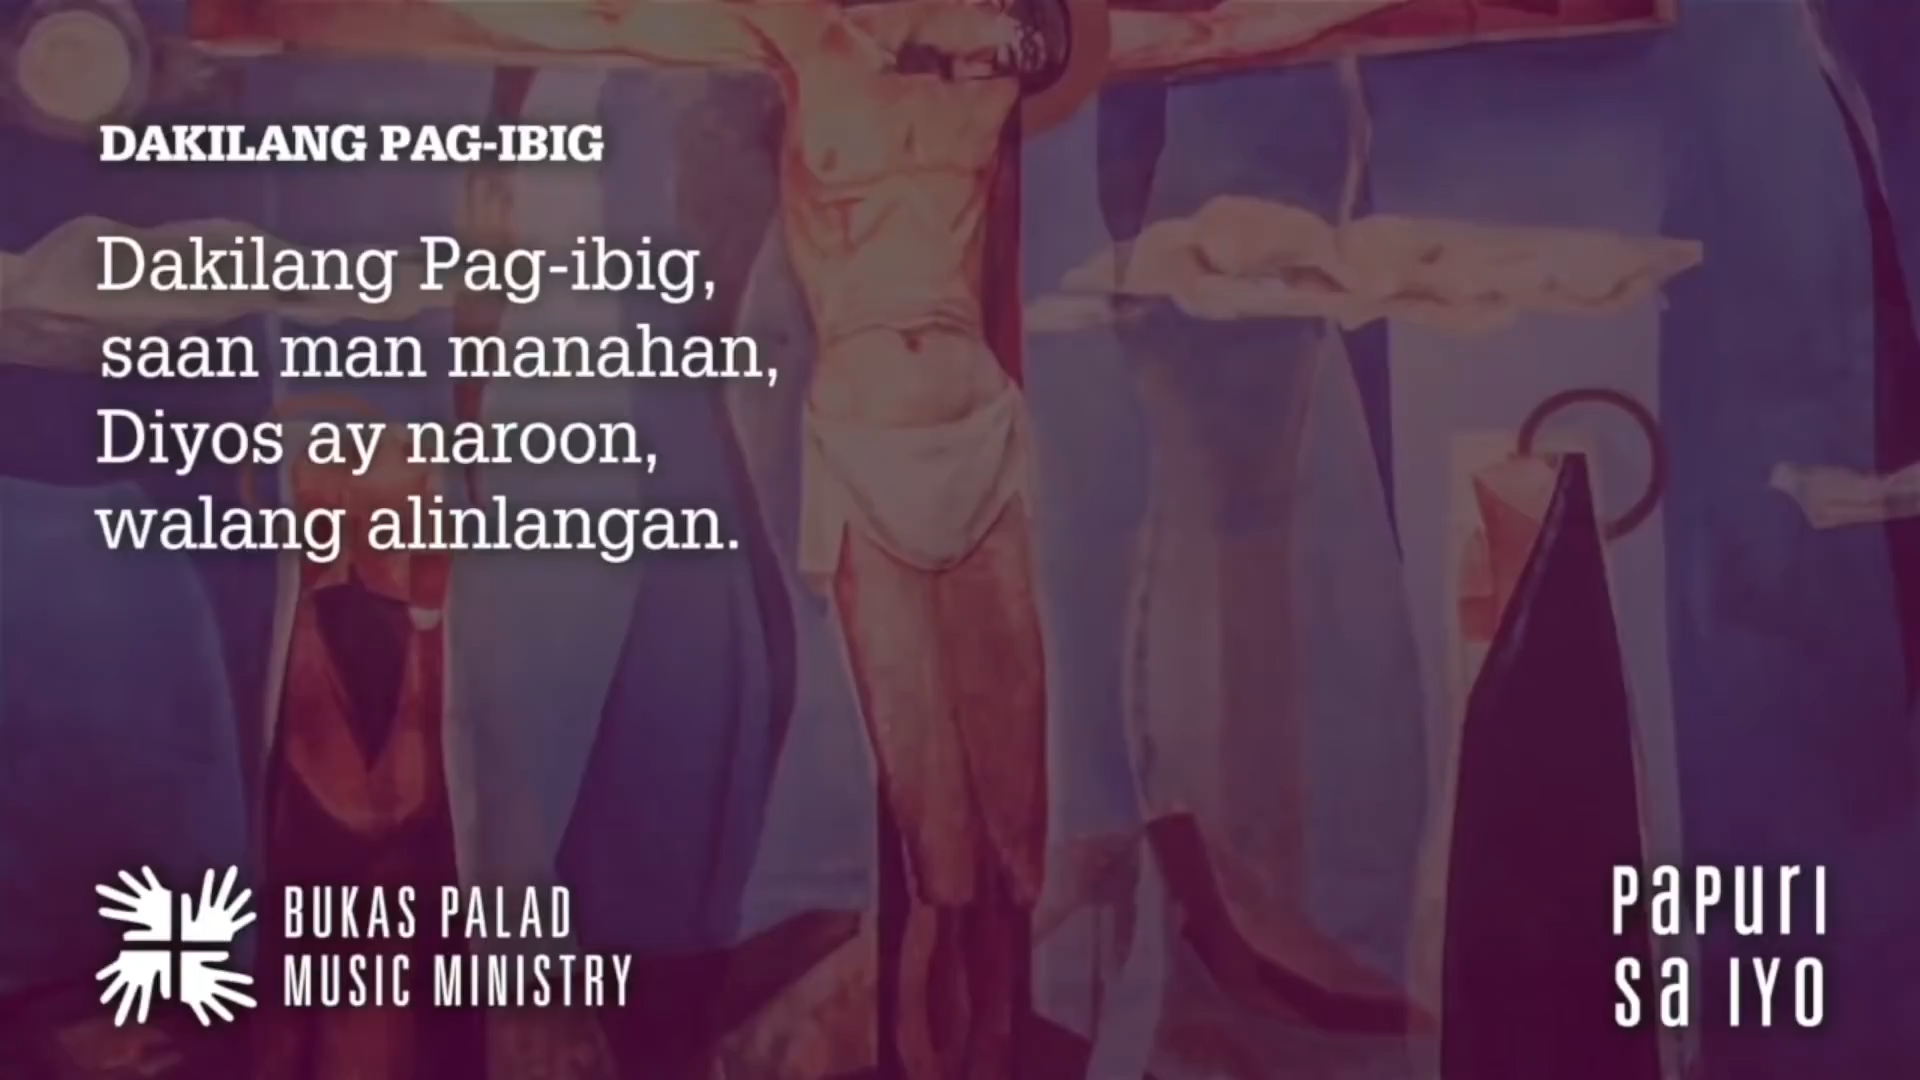 DAKILANG PAG-IBIG
Dakilang Pag-ibig,
saan man manahan,
Diyos ay naroon,
walang alinlangan.
BUKAS PALAD
MUSIC MINISTRY
PaPUrI
Sa IYO